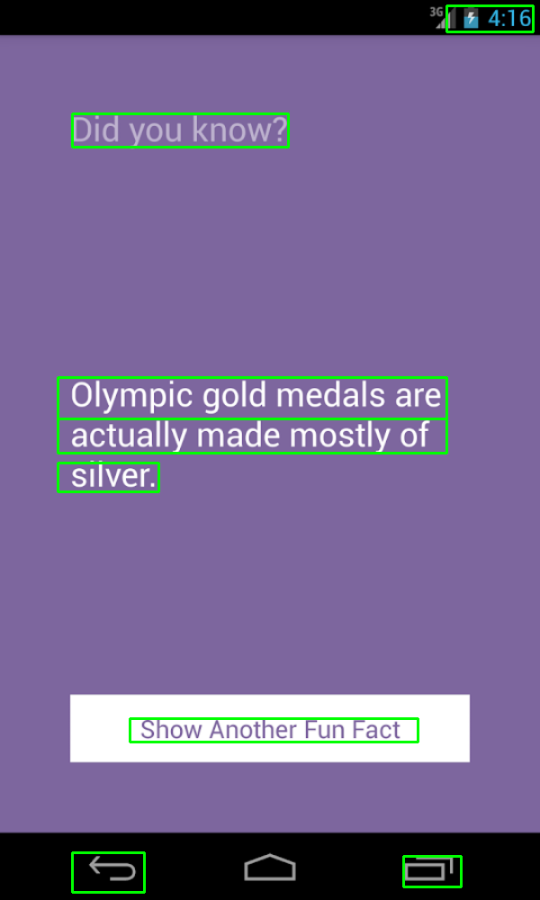 3G 4:16
Did you know?
Olympic gold medals are
actually made mostly of
silver.
Show Another Fun Fact